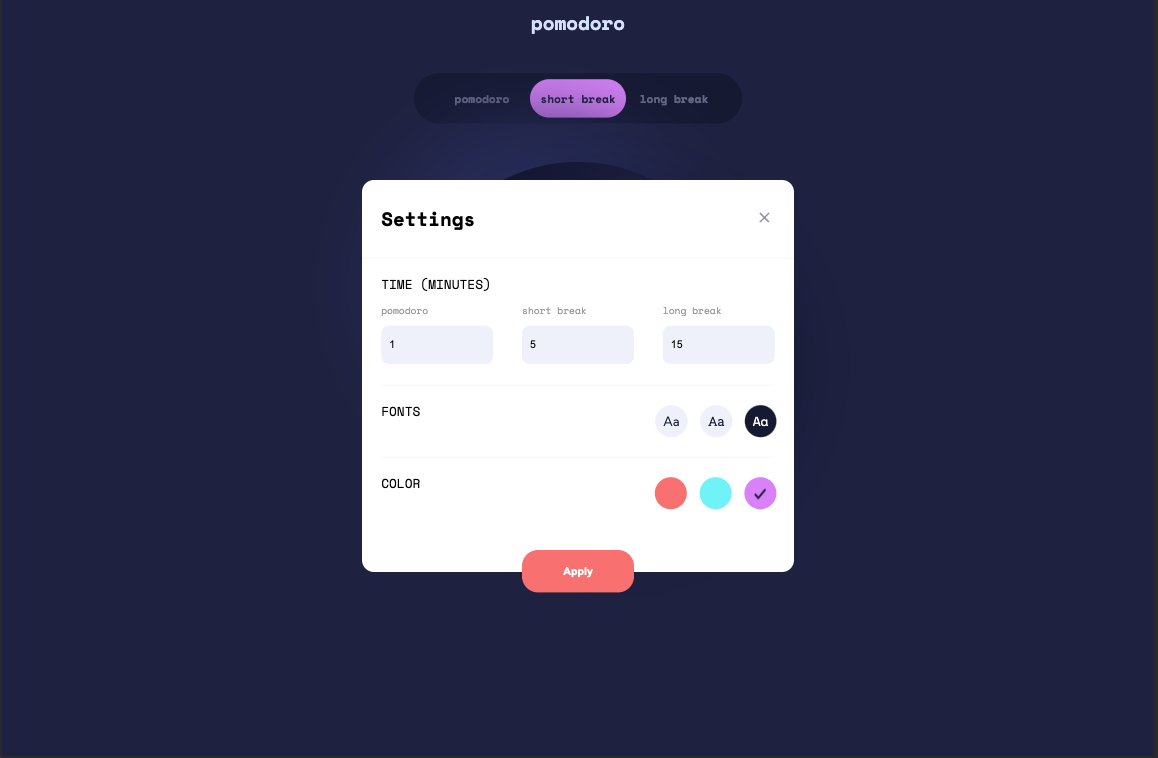 pomodoro
pomodoro short break long break
Settings
TIME (MINUTES)
pomodoro short break long break
1 5 15
FONTS Aa Aa Aa
COLOR
Apply